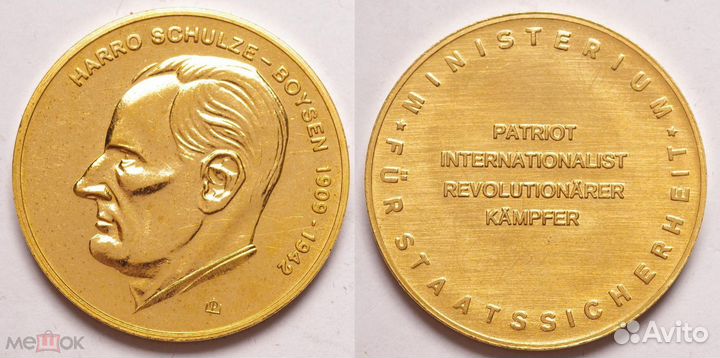 HARRO SCHULZE-BOYSEN 1909-1942
★ MINISTERIUM ★
FÜR STAATSSICHERHEIT
PATRIOT
INTERNATIONALIST
REVOLUTIONÄRER
KÄMPFER
мешок
Avito